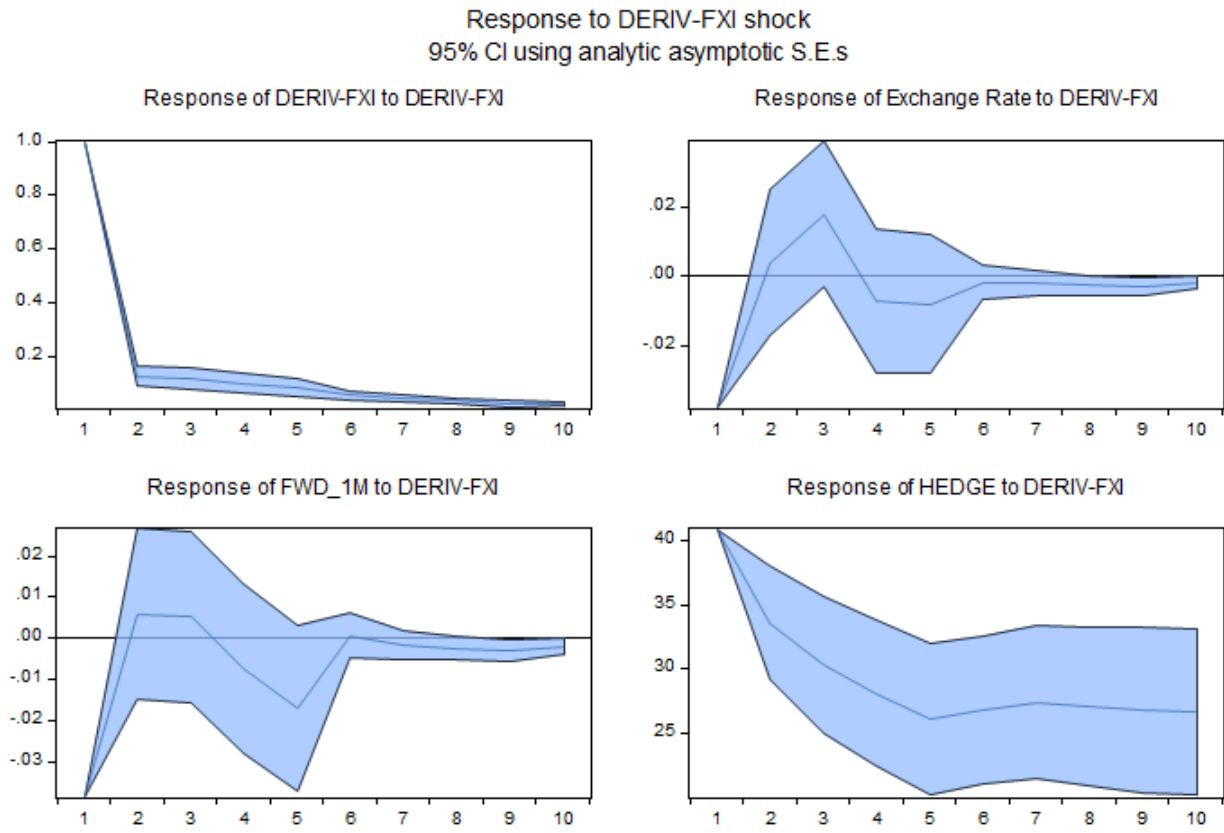 Response to DERIV-FXI shock
95% CI using analytic asymptotic S.E.s
Response of DERIV-FXI to DERIV-FXI
1.0
0.8
0.6
0.4
0.2
1 2 3 4 5 6 7 8 9 10
Response of Exchange Rate to DERIV-FXI
.02
.00
-.02
1 2 3 4 5 6 7 8 9 10
Response of FWD_1M to DERIV-FXI
.02
.01
.00
-.01
-.02
-.03
1 2 3 4 5 6 7 8 9 10
Response of HEDGE to DERIV-FXI
40
35
30
25
1 2 3 4 5 6 7 8 9 10